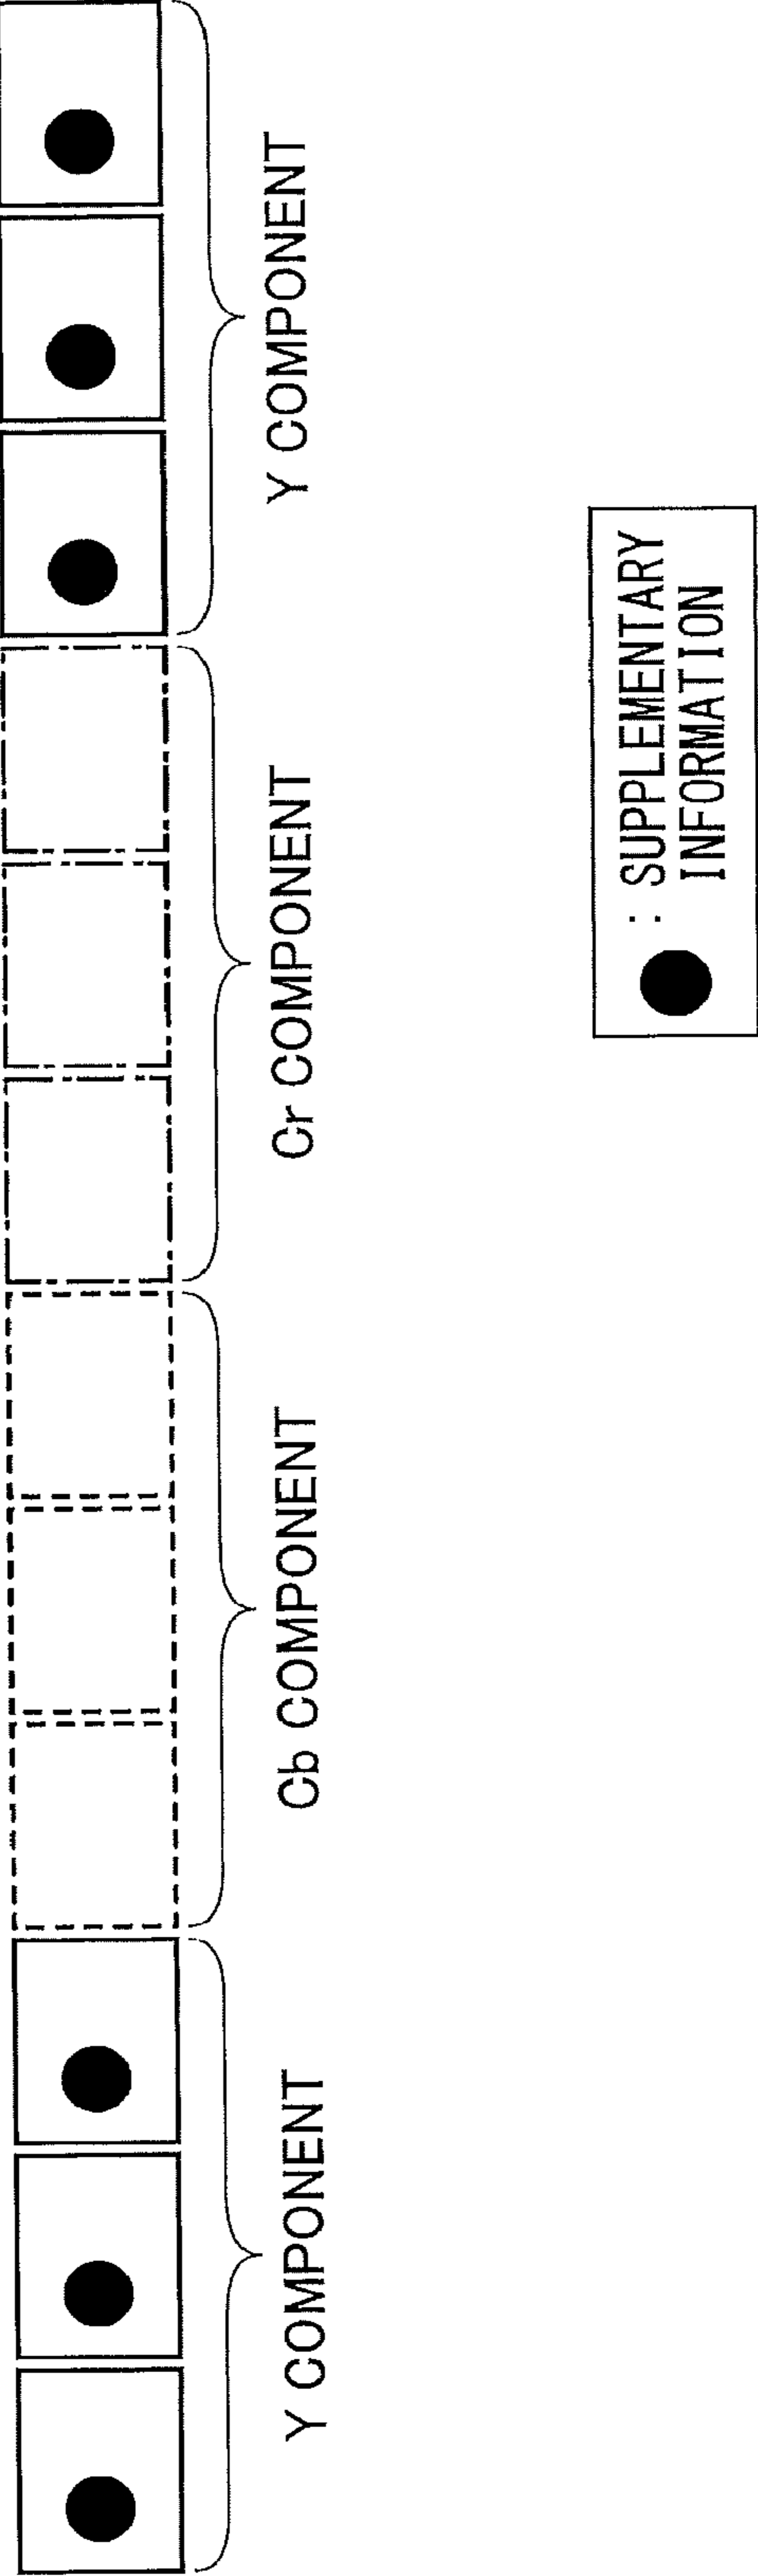 Y COMPONENT
Cb COMPONENT
Cr COMPONENT
Y COMPONENT
: SUPPLEMENTARY
INFORMATION